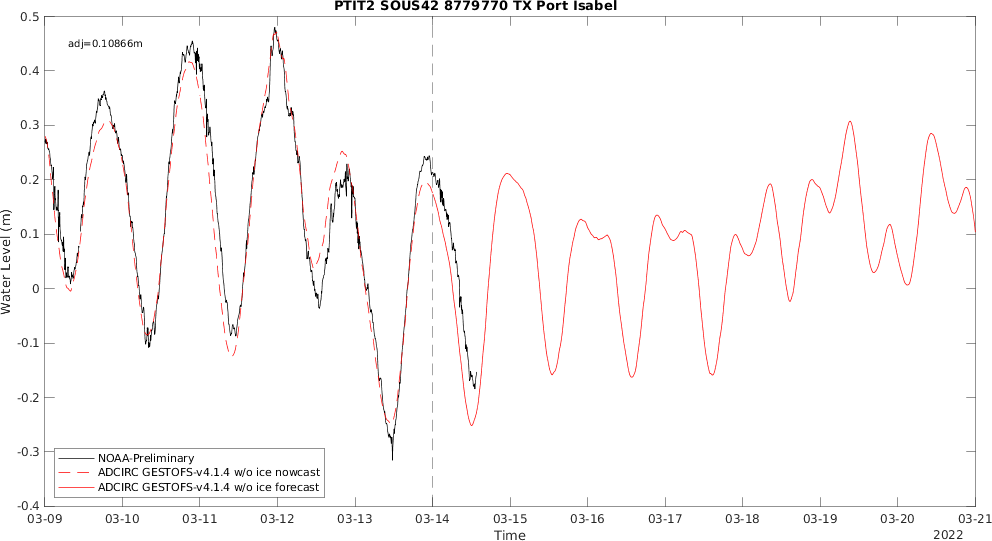 PTIT2 SOUS42 8779770 TX Port Isabel
adj=0.10866m
0.5
0.4
0.3
0.2
0.1
0
-0.1
-0.2
-0.3
-0.4
Water Level (m)
NOAA-Preliminary
ADCIRC GESTOFS-v4.1.4 w/o ice nowcast
ADCIRC GESTOFS-v4.1.4 w/o ice forecast
03-09 03-10 03-11 03-12 03-13 03-14 03-15 03-16 03-17 03-18 03-19 03-20 03-21
Time
2022